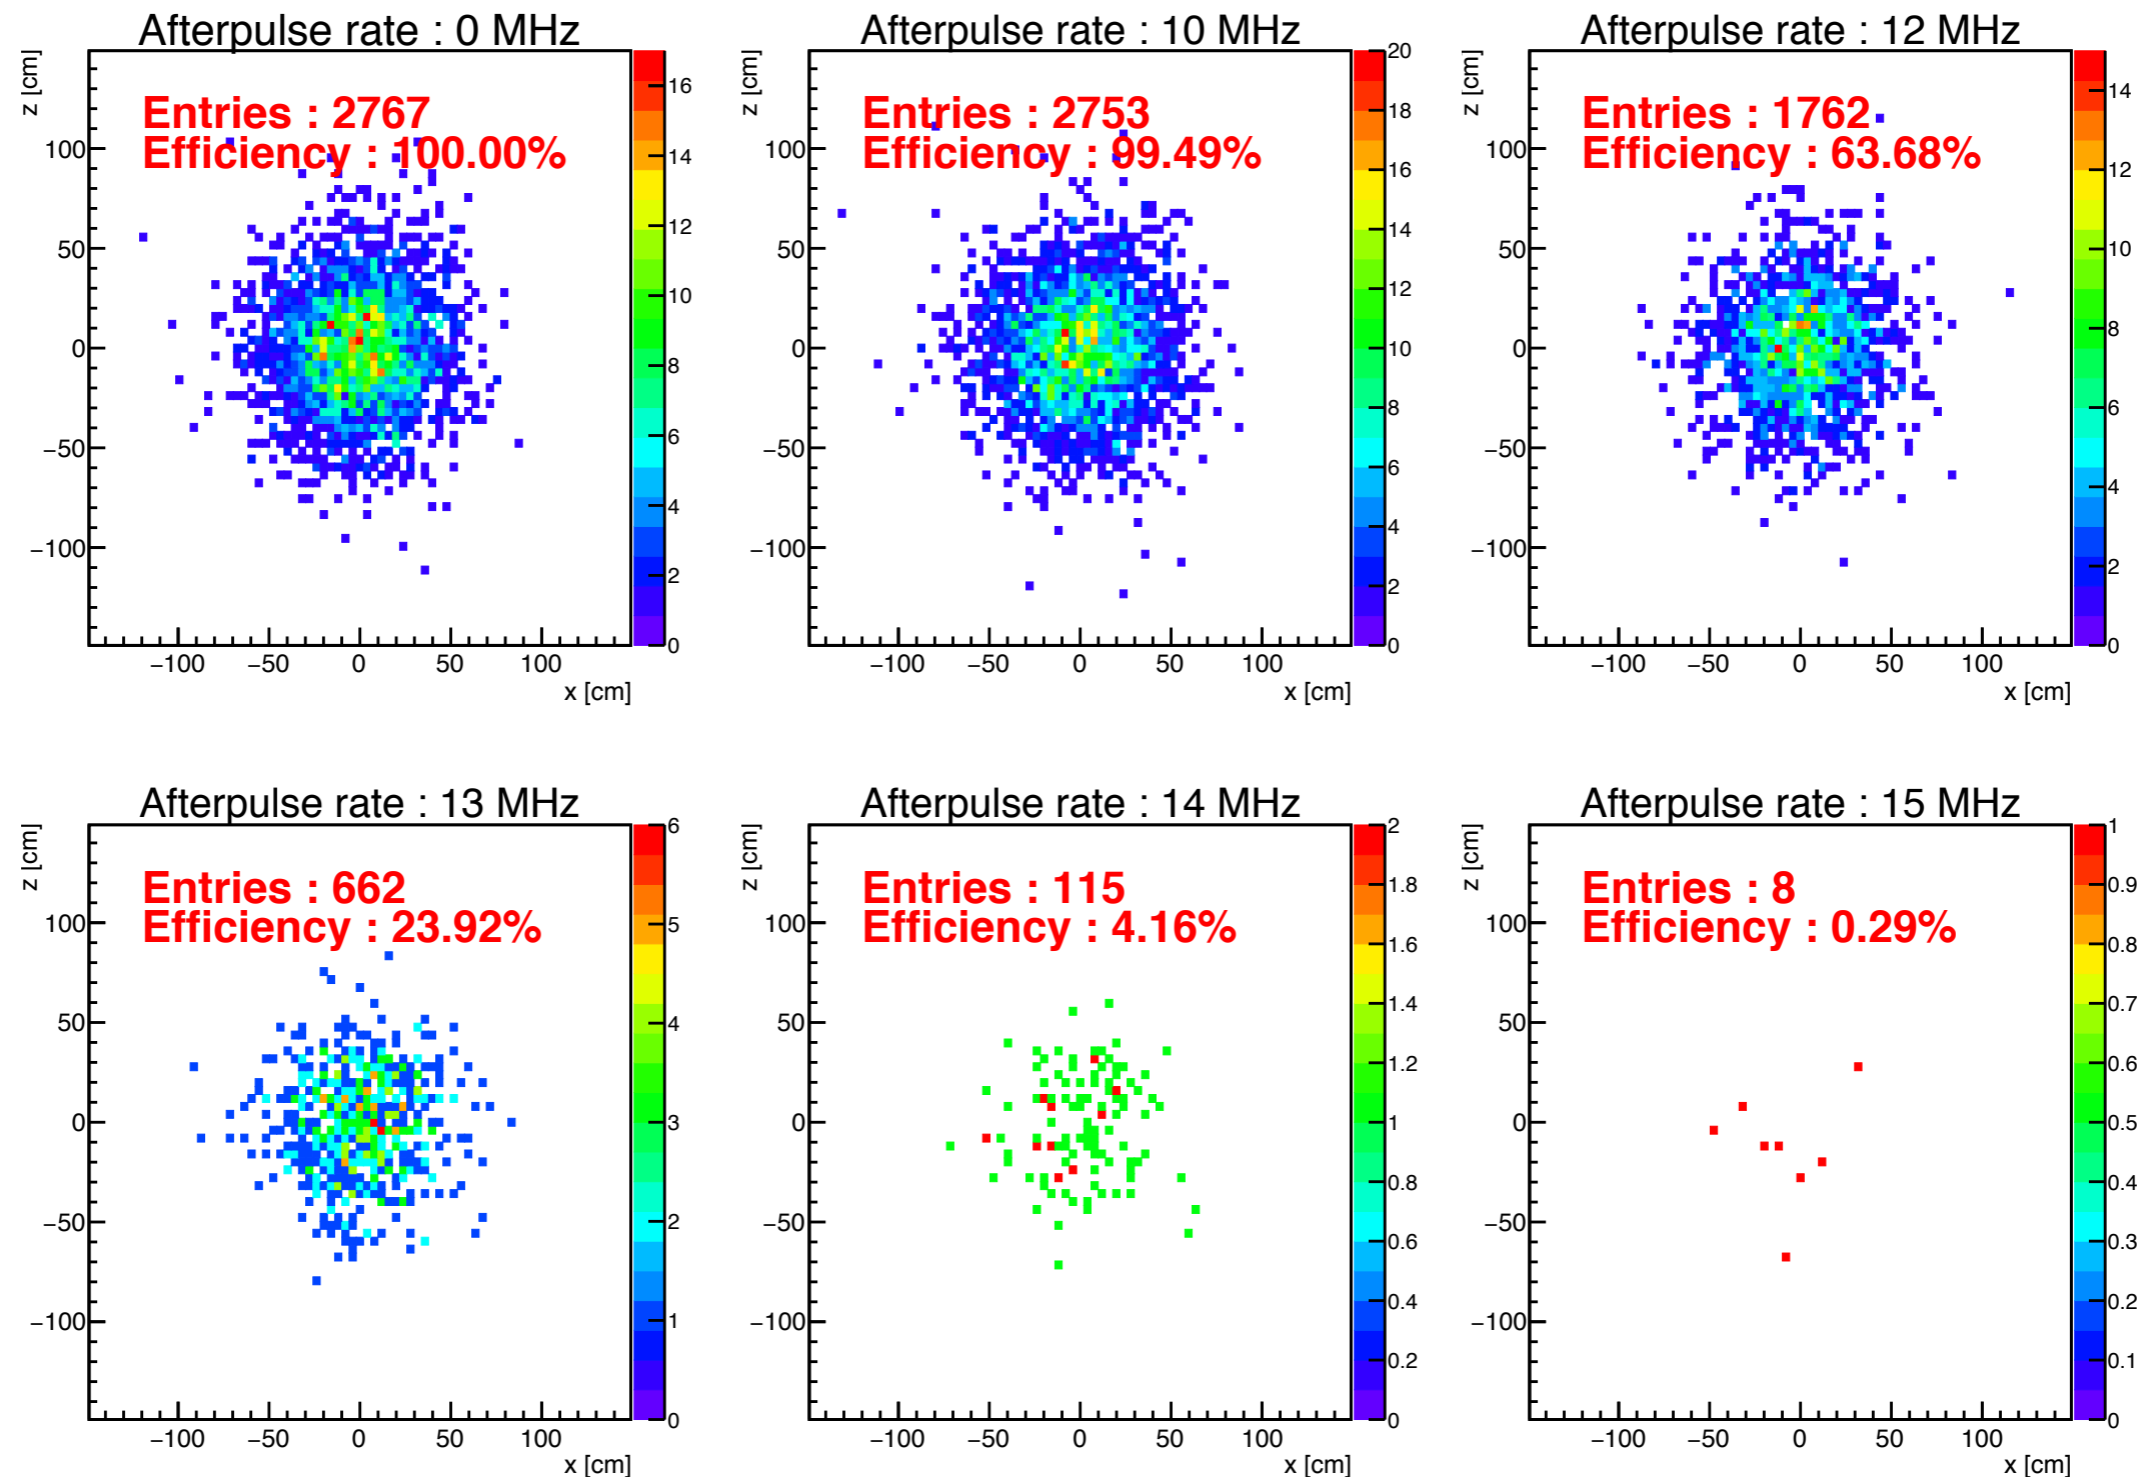 Afterpulse rate : 0 MHz
z [cm]
Entries : 2767
Efficiency : 100.00%
100
50
0
−50
−100
−100 −50 0 50 100
x [cm]
16
14
12
10
8
6
4
2
0
Afterpulse rate : 10 MHz
z [cm]
Entries : 2753
Efficiency : 99.49%
100
50
0
−50
−100
−100 −50 0 50 100
x [cm]
20
18
16
14
12
10
8
6
4
2
0
Afterpulse rate : 12 MHz
z [cm]
Entries : 1762
Efficiency : 63.68%
100
50
0
−50
−100
−100 −50 0 50 100
x [cm]
14
12
10
8
6
4
2
0
Afterpulse rate : 13 MHz
z [cm]
Entries : 662
Efficiency : 23.92%
100
50
0
−50
−100
−100 −50 0 50 100
x [cm]
6
5
4
3
2
1
0
Afterpulse rate : 14 MHz
z [cm]
Entries : 115
Efficiency : 4.16%
100
50
0
−50
−100
−100 −50 0 50 100
x [cm]
2
1.8
1.6
1.4
1.2
1
0.8
0.6
0.4
0.2
0
Afterpulse rate : 15 MHz
z [cm]
Entries : 8
Efficiency : 0.29%
100
50
0
−50
−100
−100 −50 0 50 100
x [cm]
1
0.9
0.8
0.7
0.6
0.5
0.4
0.3
0.2
0.1
0